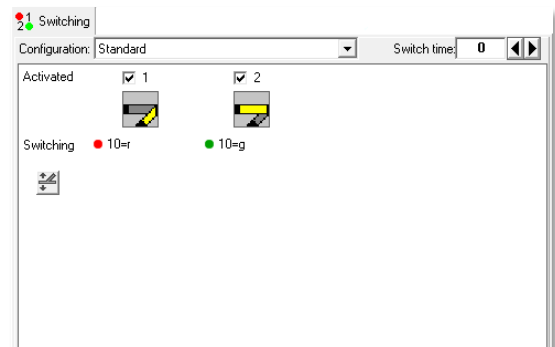 Switching
Configuration: Standard Switch time: 0
Activated 1 2
Switching 10=r 10=g